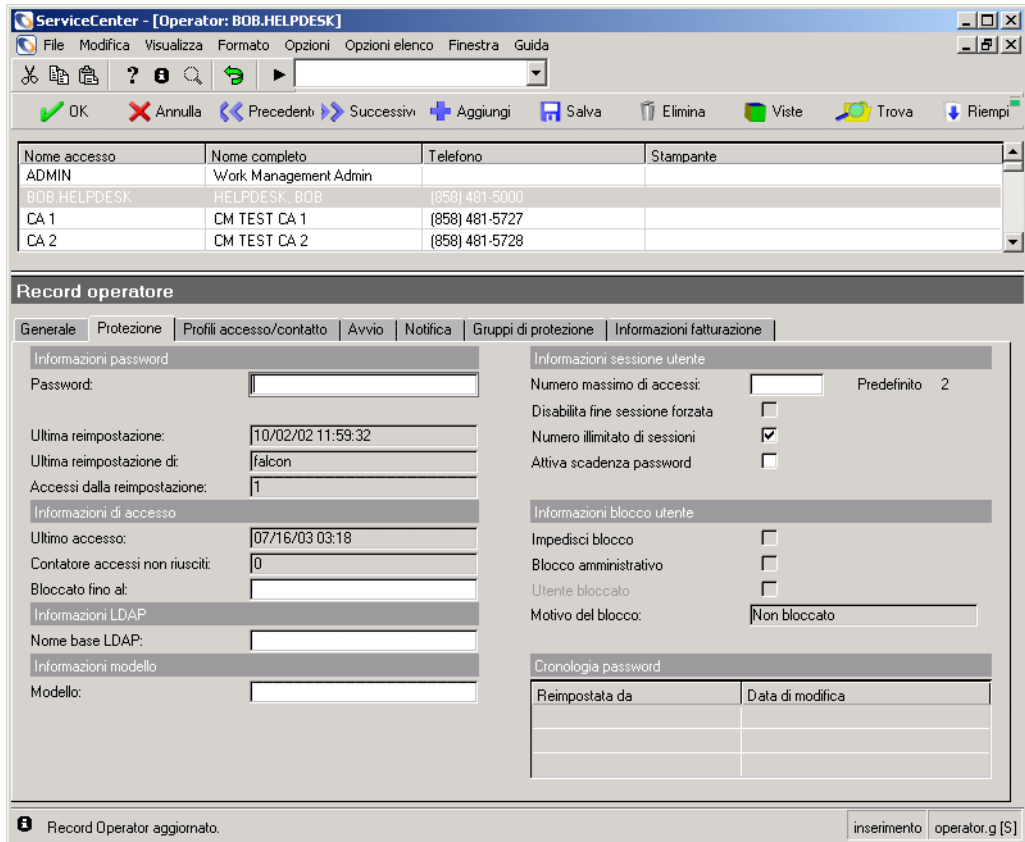 ServiceCenter - [Operator: BOB.HELPDESK]
File Modifica Visualizza Formato Opzioni Opzioni elenco Finestra Guida
OK Annulla Precedent Successiv Aggiungi Salva Elimina Viste Trova Riempi
Nome accesso Nome completo Telefono Stampante
ADMIN Work Management Admin
BOB.HELPDESK HELPDESK, BOB (858) 481-5000
CA 1 CM TEST CA 1 (858) 481-5727
CA 2 CM TEST CA 2 (858) 481-5728
Record operatore
Generale Protezione Profili accesso/contatto Avvio Notifica Gruppi di protezione Informazioni fatturazione
Informazioni password
Password:
Ultima reimpostazione: 10/02/02 11:59:32
Ultima reimpostazione di: falcon
Accessi dalla reimpostazione: 1
Informazioni di accesso
Ultimo accesso: 07/16/03 03:18
Contatore accessi non riusciti: 0
Bloccato fino al:
Informazioni LDAP
Nome base LDAP:
Informazioni modello
Modello:
Informazioni sessione utente
Numero massimo di accessi: Predefinito 2
Disabilita fine sessione forzata
Numero illimitato di sessioni
Attiva scadenza password
Informazioni blocco utente
Impedisci blocco
Blocco amministrativo
Utente bloccato
Motivo del blocco: Non bloccato
Cronologia password
Reimpostata da Data di modifica
Record Operator aggiornato. inserimento operator.g [S]